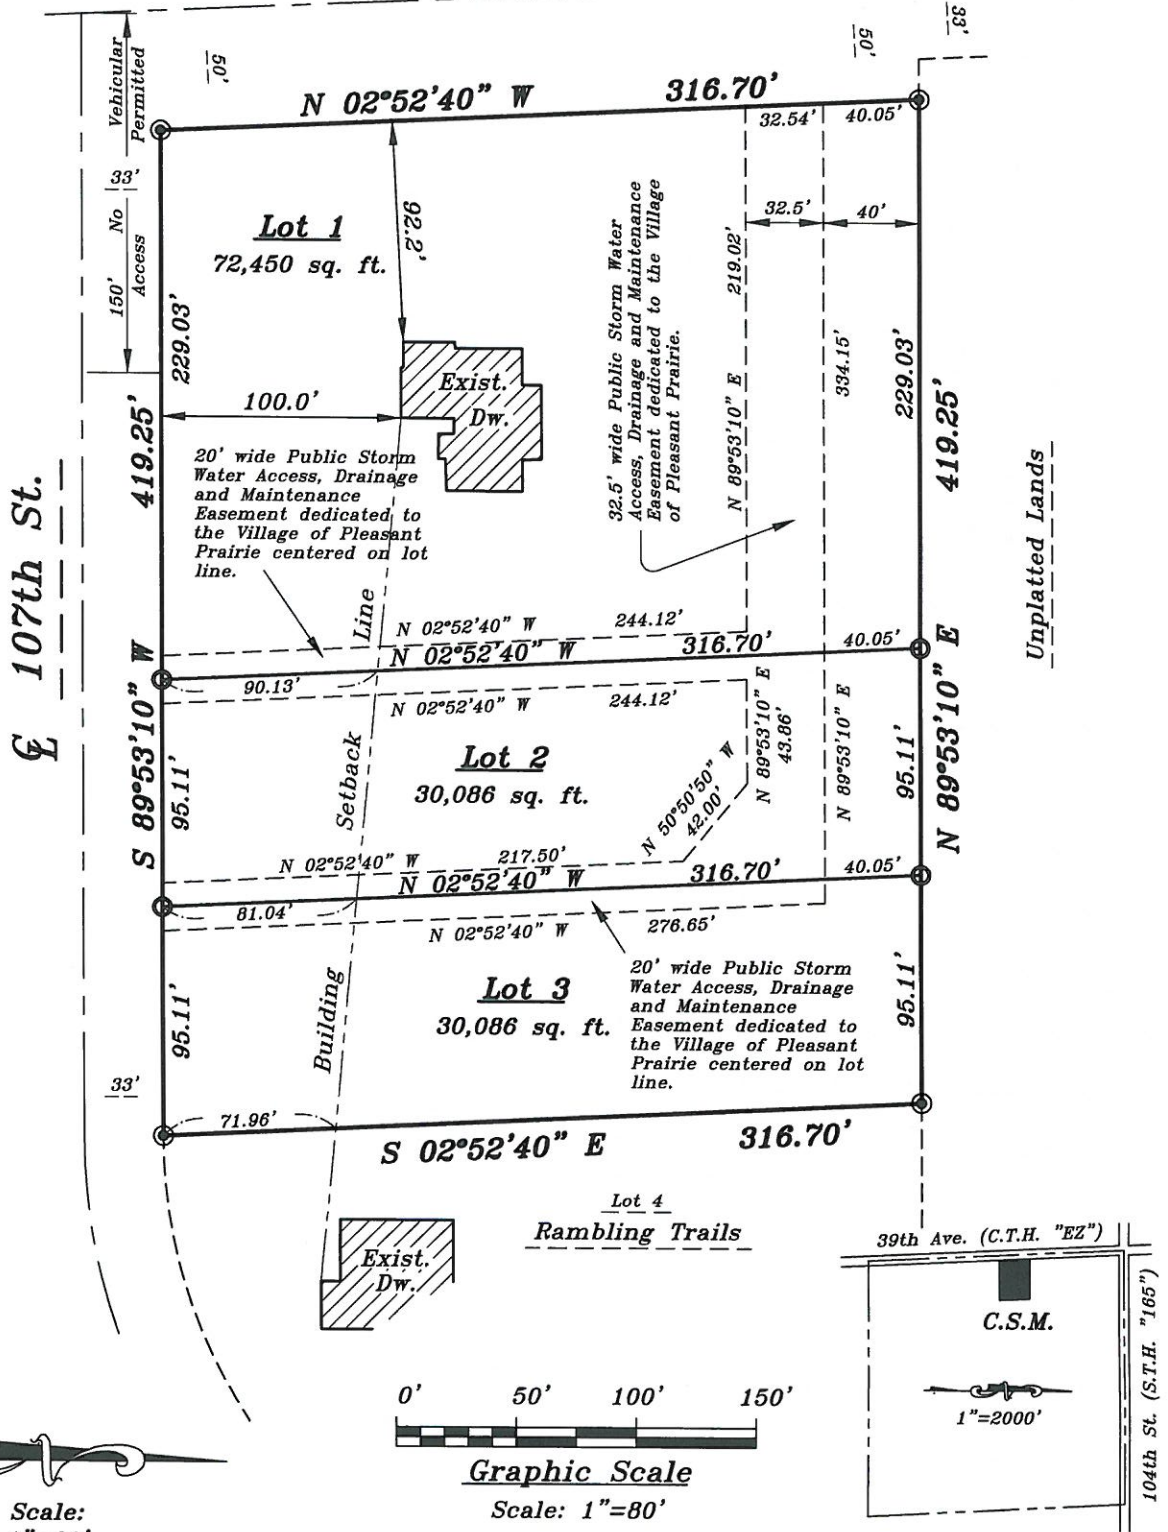 50'
50'
33'
Vehicular
Permitted
N 02°52'40" W 316.70'
32.54' 40.05'
33'
No
Access
150'
Lot 1
72,450 sq. ft.
92.2'
32.5' 40'
229.03'
419.25'
100.0'
Exist.
Dw.
32.5' wide Public Storm Water
Access, Drainage and Maintenance
Easement dedicated to the Village
of Pleasant Prairie.
N 89°53'10" E 219.02'
334.15'
229.03'
419.25'
20' wide Public Storm
Water Access, Drainage
and Maintenance
Easement dedicated to
the Village of Pleasant
Prairie centered on lot
line.
Unplatted Lands
℄ 107th St.
S 89°53'10" W
N 02°52'40" W 244.12'
N 02°52'40" W 316.70' 40.05'
90.13'
N 02°52'40" W 244.12'
Building Setback Line
Lot 2
30,086 sq. ft.
95.11'
N 50°50'50" W
42.00'
N 89°53'10" E
43.86'
N 89°53'10" E
95.11'
N 89°53'10" E
N 02°52'40" W 217.50'
N 02°52'40" W 316.70' 40.05'
81.04'
N 02°52'40" W 276.65'
Lot 3
30,086 sq. ft.
20' wide Public Storm
Water Access, Drainage
and Maintenance
Easement dedicated to
the Village of Pleasant
Prairie centered on lot
line.
95.11'
95.11'
33'
71.96'
S 02°52'40" E 316.70'
Lot 4
Rambling Trails
Exist.
Dw.
39th Ave. (C.T.H. "EZ")
C.S.M.
1"=2000'
104th St. (S.T.H. "165")
0' 50' 100' 150'
Graphic Scale
Scale: 1"=80'
Scale: